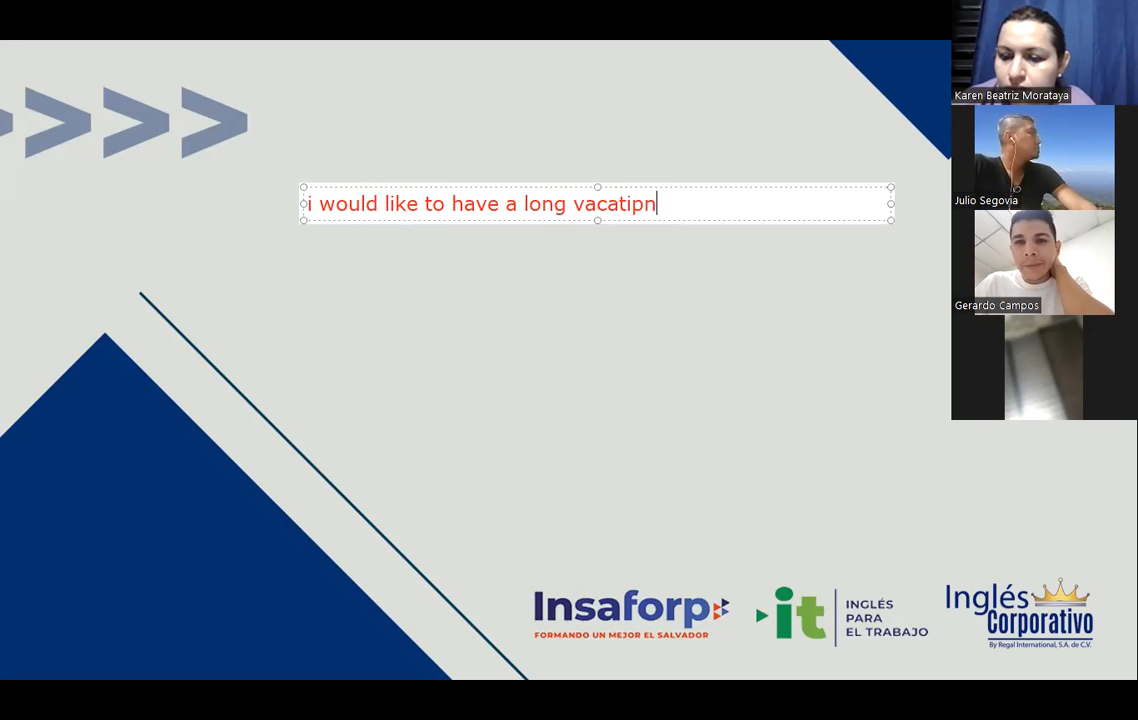 Karen Beatriz Morataya
i would like to have a long vacatipn
Julio Segovia
Gerardo Campos
Insaforp
FORMANDO UN MEJOR EL SALVADOR
it
INGLÉS
PARA
EL TRABAJO
Inglés
Corporativo
By Regal International, S.A. de C.V.